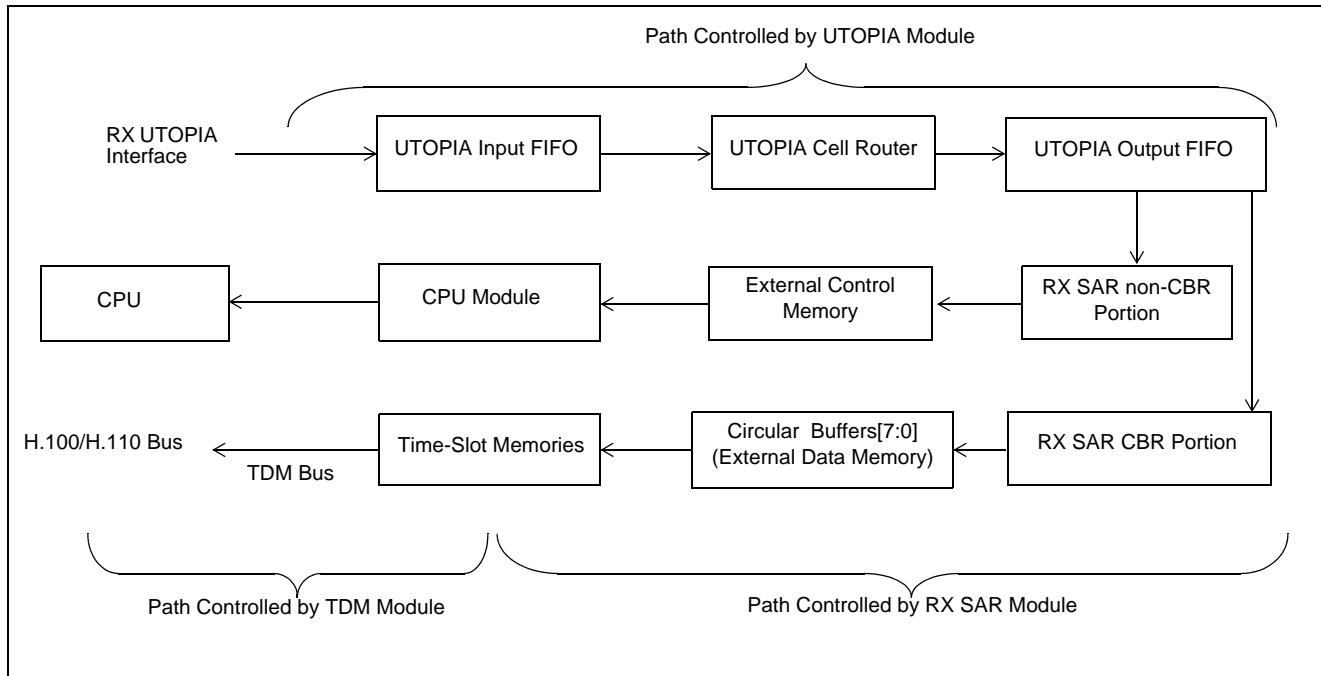 Path Controlled by UTOPIA Module
RX UTOPIA
Interface
UTOPIA Input FIFO
UTOPIA Cell Router
UTOPIA Output FIFO
CPU
CPU Module
External Control
Memory
RX SAR non-CBR
Portion
H.100/H.110 Bus
TDM Bus
Time-Slot Memories
Circular Buffers[7:0]
(External Data Memory)
RX SAR CBR Portion
Path Controlled by TDM Module
Path Controlled by RX SAR Module